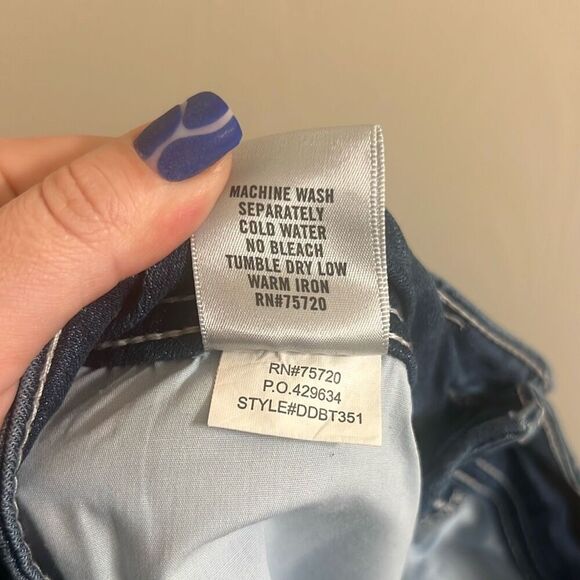 MACHINE WASH
SEPARATELY
COLD WATER
NO BLEACH
TUMBLE DRY LOW
WARM IRON
RN#75720
RN#75720
P.O.429634
STYLE#DDBT351